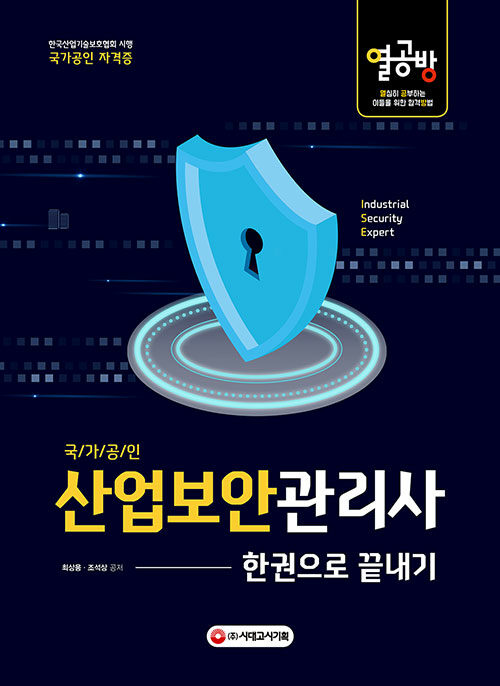 한국산업기술보호협회 시행
국가공인 자격증
열공방
열심히 공부하는
이들을 위한 합격방법
Industrial
Security
Expert
국/가/공/인
산업보안관리사
한권으로 끝내기
최상용 · 조석상 공저
(주)시대고시기획